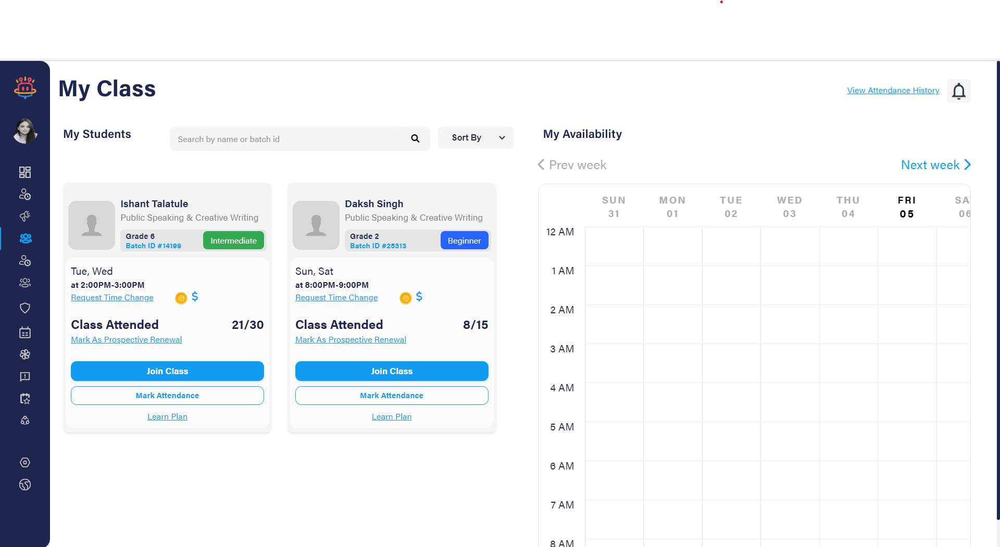 My Class
View Attendance History
My Students
Search by name or batch id
Sort By
My Availability
Prev week
Next week
Ishant Talatule
Public Speaking & Creative Writing
Grade 6
Batch ID #14199
Intermediate
Tue, Wed
at 2:00PM-3:00PM
Request Time Change
$
Class Attended
21/30
Mark As Prospective Renewal
Join Class
Mark Attendance
Learn Plan
Daksh Singh
Public Speaking & Creative Writing
Grade 2
Batch ID #25313
Beginner
Sun, Sat
at 8:00PM-9:00PM
Request Time Change
$
Class Attended
8/15
Mark As Prospective Renewal
Join Class
Mark Attendance
Learn Plan
SUN MON TUE WED THU FRI SA
31 01 02 03 04 05 06
12 AM
1 AM
2 AM
3 AM
4 AM
5 AM
6 AM
7 AM
8 AM